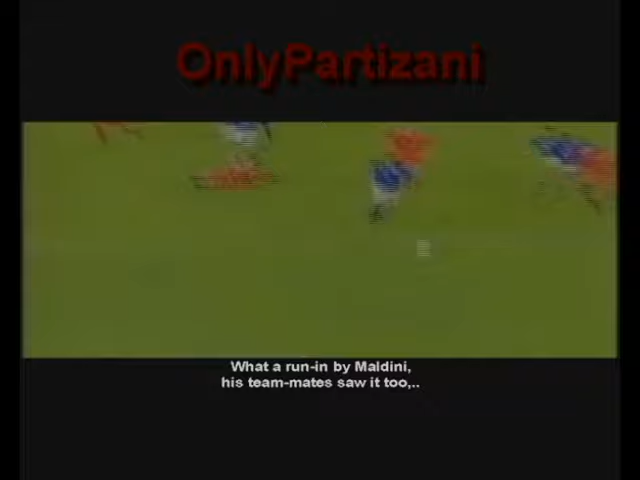 OnlyPartizani
What a run-in by Maldini,
his team-mates saw it too,..